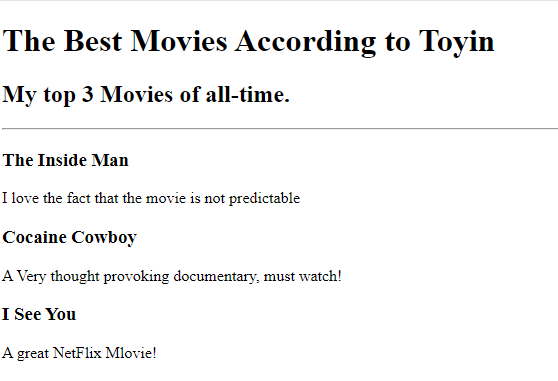 The Best Movies According to Toyin
My top 3 Movies of all-time.
The Inside Man
I love the fact that the movie is not predictable
Cocaine Cowboy
A Very thought provoking documentary, must watch!
I See You
A great NetFlix Mlovie!